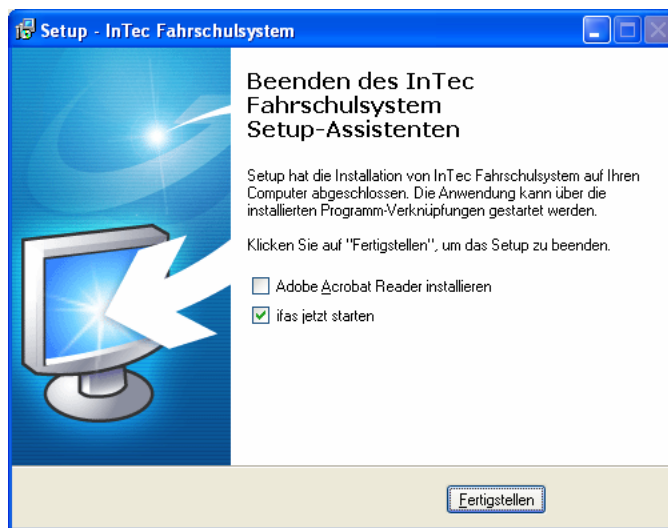 Setup - InTec Fahrschulsystem
Beenden des InTec
Fahrschulsystem
Setup-Assistenten
Setup hat die Installation von InTec Fahrschulsystem auf Ihren
Computer abgeschlossen. Die Anwendung kann über die
installierten Programm-Verknüpfungen gestartet werden.
Klicken Sie auf "Fertigstellen", um das Setup zu beenden.
Adobe Acrobat Reader installieren
ifas jetzt starten
Fertigstellen